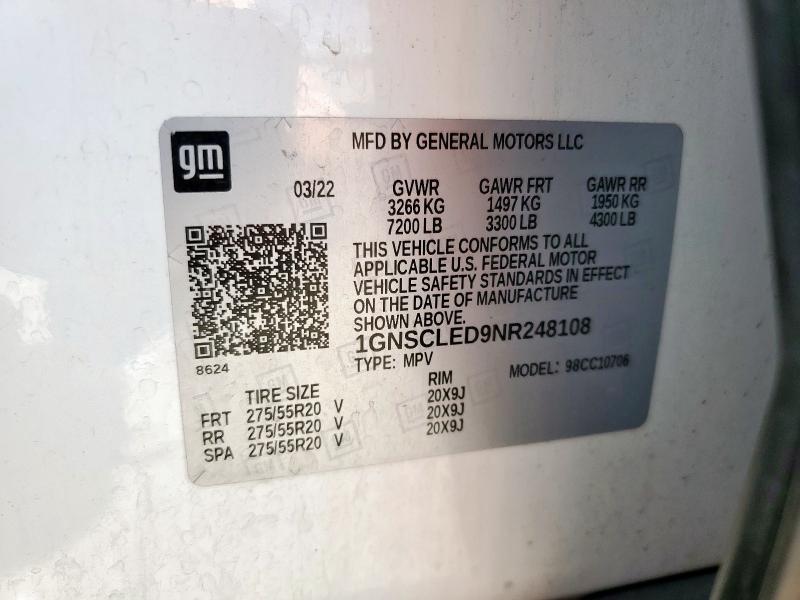 gm
MFD BY GENERAL MOTORS LLC
03/22 GVWR GAWR FRT GAWR RR
3266 KG 1497 KG 1950 KG
7200 LB 3300 LB 4300 LB
THIS VEHICLE CONFORMS TO ALL
APPLICABLE U.S. FEDERAL MOTOR
VEHICLE SAFETY STANDARDS IN EFFECT
ON THE DATE OF MANUFACTURE
SHOWN ABOVE.
1GNSCLED9NR248108
8624
TYPE: MPV MODEL: 98CC10706
TIRE SIZE RIM
FRT 275/55R20 V 20X9J
RR 275/55R20 V 20X9J
SPA 275/55R20 V 20X9J